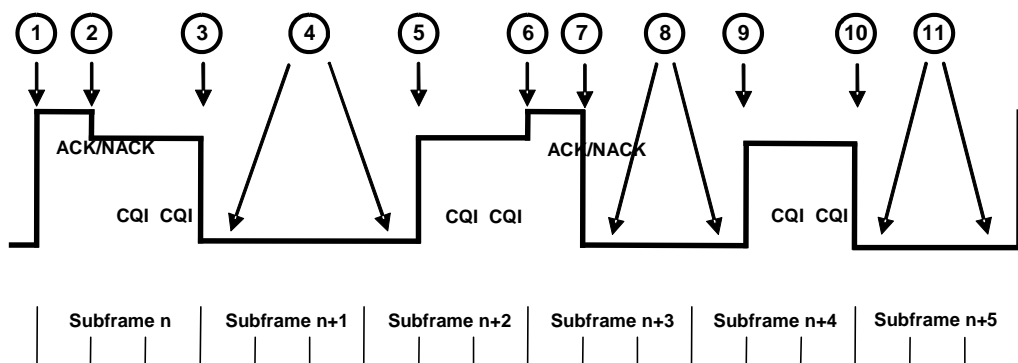 1 2 3 4 5 6 7 8 9 10 11
ACK/NACK ACK/NACK
CQI CQI CQI CQI CQI CQI
Subframe n Subframe n+1 Subframe n+2 Subframe n+3 Subframe n+4 Subframe n+5